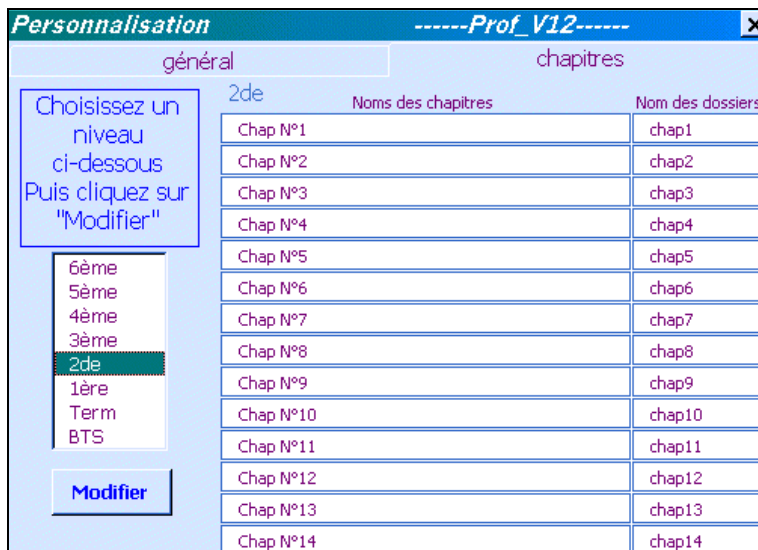 Personnalisation ------Prof_V12------
général chapitres
Choisissez un
niveau
ci-dessous
Puis cliquez sur
"Modifier"
6ème
5ème
4ème
3ème
2de
1ère
Term
BTS
Modifier
2de Noms des chapitres Nom des dossiers
Chap N°1 chap1
Chap N°2 chap2
Chap N°3 chap3
Chap N°4 chap4
Chap N°5 chap5
Chap N°6 chap6
Chap N°7 chap7
Chap N°8 chap8
Chap N°9 chap9
Chap N°10 chap10
Chap N°11 chap11
Chap N°12 chap12
Chap N°13 chap13
Chap N°14 chap14